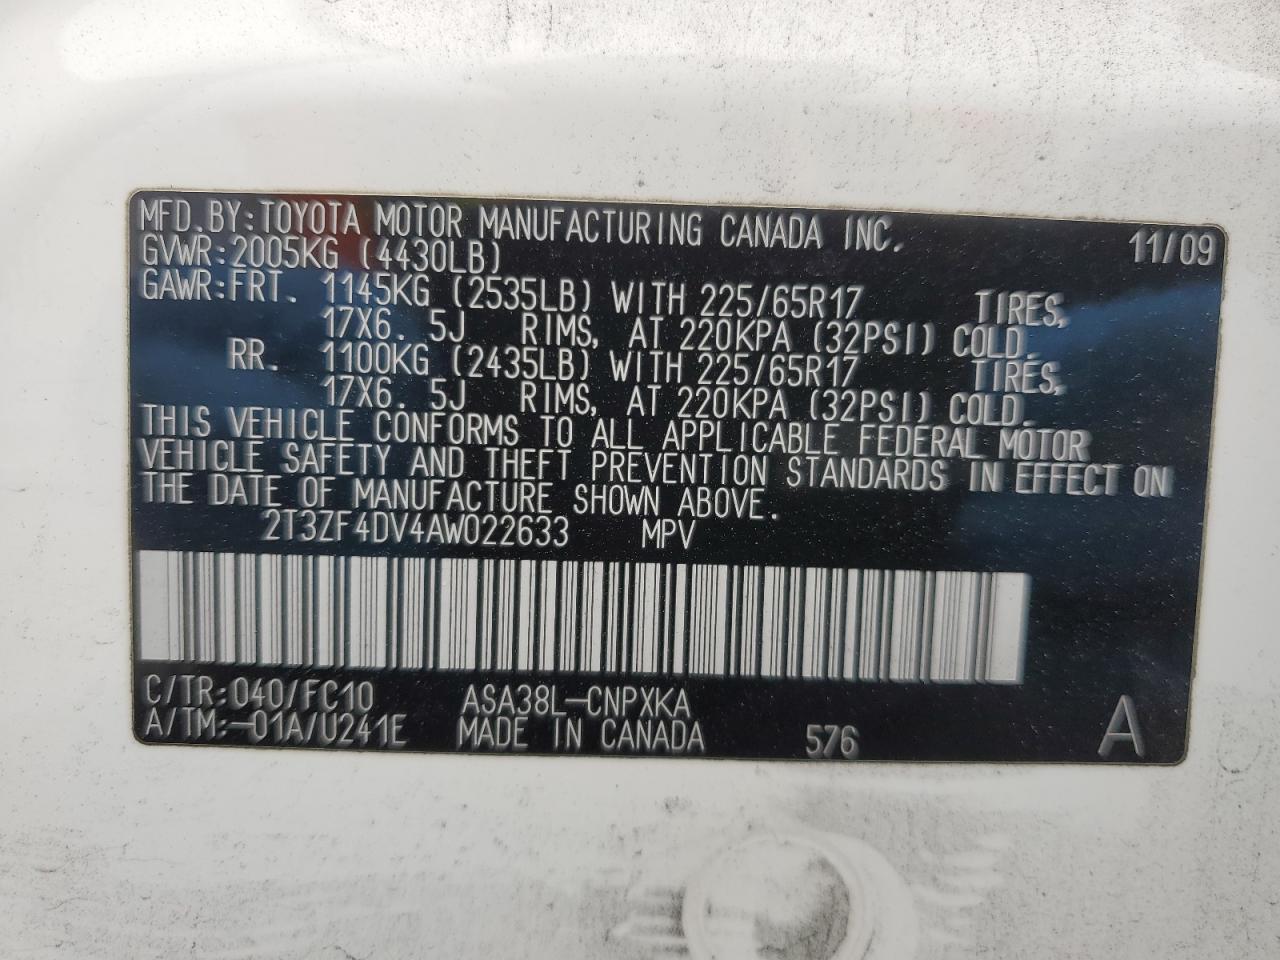 MFD. BY: TOYOTA MOTOR MANUFACTURING CANADA INC. 11/09
GVWR: 2005KG (4430LB)
GAWR: FRT. 1145KG (2535LB) WITH 225/65R17 TIRES,
17X6. 5J RIMS, AT 220KPA (32PSI) COLD.
RR. 1100KG (2435LB) WITH 225/65R17 TIRES,
17X6. 5J RIMS, AT 220KPA (32PSI) COLD.
THIS VEHICLE CONFORMS TO ALL APPLICABLE FEDERAL MOTOR
VEHICLE SAFETY AND THEFT PREVENTION STANDARDS IN EFFECT ON
THE DATE OF MANUFACTURE SHOWN ABOVE.
2T3ZF4DV4AW022633 MPV
C/TR: 040/FC10 ASA38L-CNPXKA
A/TM: -01A/U241E MADE IN CANADA 576 A